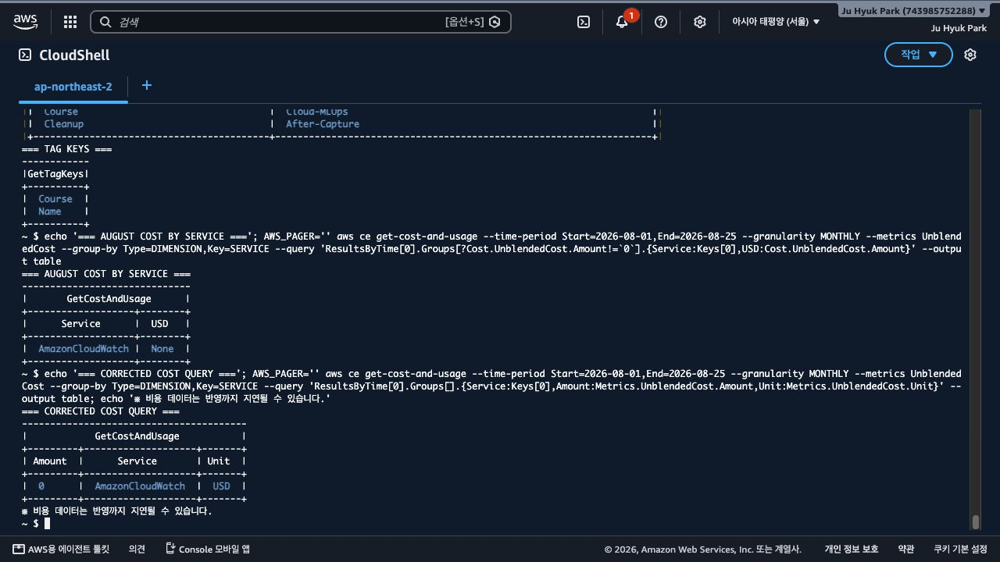 aws
검색 [옵션+S]
1
아시아 태평양 (서울) ▼
Ju Hyuk Park (743985752288) ▼
Ju Hyuk Park
CloudShell
작업 ▼
ap-northeast-2 +
|| Course | Cloud-MLOps ||
|| Cleanup | After-Capture ||
|+-------------------------------------------+--------------------------------------------------------------------+|
=== TAG KEYS ===
------------
|GetTagKeys|
+----------+
| Course |
| Name |
+----------+
~ $ echo '=== AUGUST COST BY SERVICE ==='; AWS_PAGER='' aws ce get-cost-and-usage --time-period Start=2026-08-01,End=2026-08-25 --granularity MONTHLY --metrics Unblend
edCost --group-by Type=DIMENSION,Key=SERVICE --query 'ResultsByTime[0].Groups[?Cost.UnblendedCost.Amount!=`0`].{Service:Keys[0],USD:Cost.UnblendedCost.Amount}' --outpu
t table
=== AUGUST COST BY SERVICE ===
------------------------------
| GetCostAndUsage |
+-------------------+--------+
| Service | USD |
+-------------------+--------+
| AmazonCloudWatch | None |
+-------------------+--------+
~ $ echo '=== CORRECTED COST QUERY ==='; AWS_PAGER='' aws ce get-cost-and-usage --time-period Start=2026-08-01,End=2026-08-25 --granularity MONTHLY --metrics Unblended
Cost --group-by Type=DIMENSION,Key=SERVICE --query 'ResultsByTime[0].Groups[].{Service:Keys[0],Amount:Metrics.UnblendedCost.Amount,Unit:Metrics.UnblendedCost.Unit}' --
output table; echo '※ 비용 데이터는 반영까지 지연될 수 있습니다.'
=== CORRECTED COST QUERY ===
----------------------------------------
| GetCostAndUsage |
+---------+--------------------+-------+
| Amount | Service | Unit |
+---------+--------------------+-------+
| 0 | AmazonCloudWatch | USD |
+---------+--------------------+-------+
※ 비용 데이터는 반영까지 지연될 수 있습니다.
~ $
AWS용 에이전트 툴킷 의견 Console 모바일 앱 © 2026, Amazon Web Services, Inc. 또는 계열사. 개인 정보 보호 약관 쿠키 기본 설정